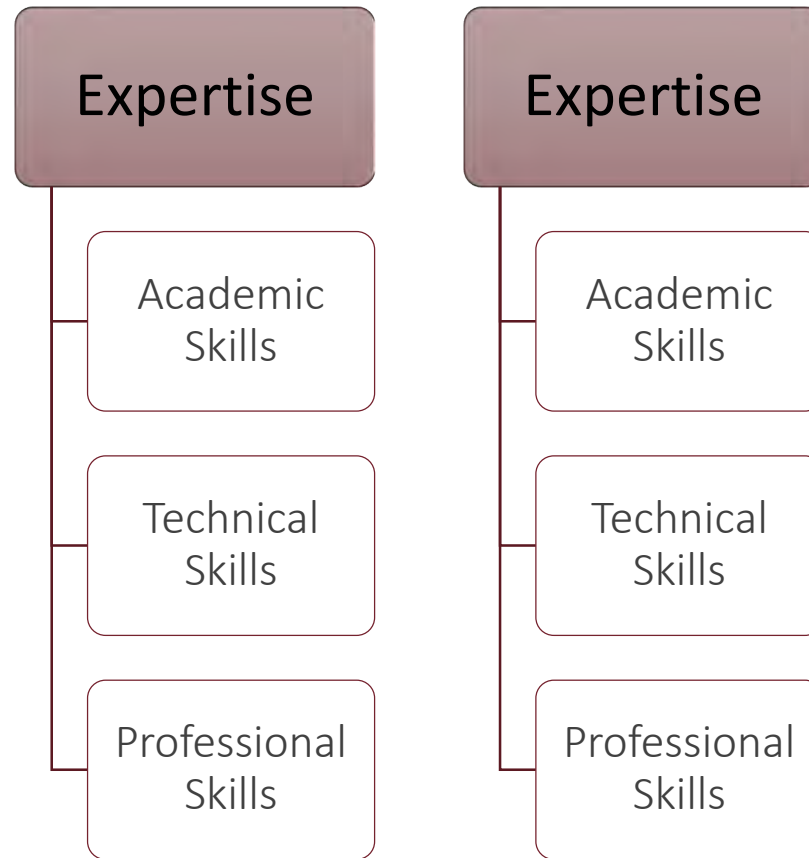 Expertise
Academic
Skills
Technical
Skills
Professional
Skills
Expertise
Academic
Skills
Technical
Skills
Professional
Skills